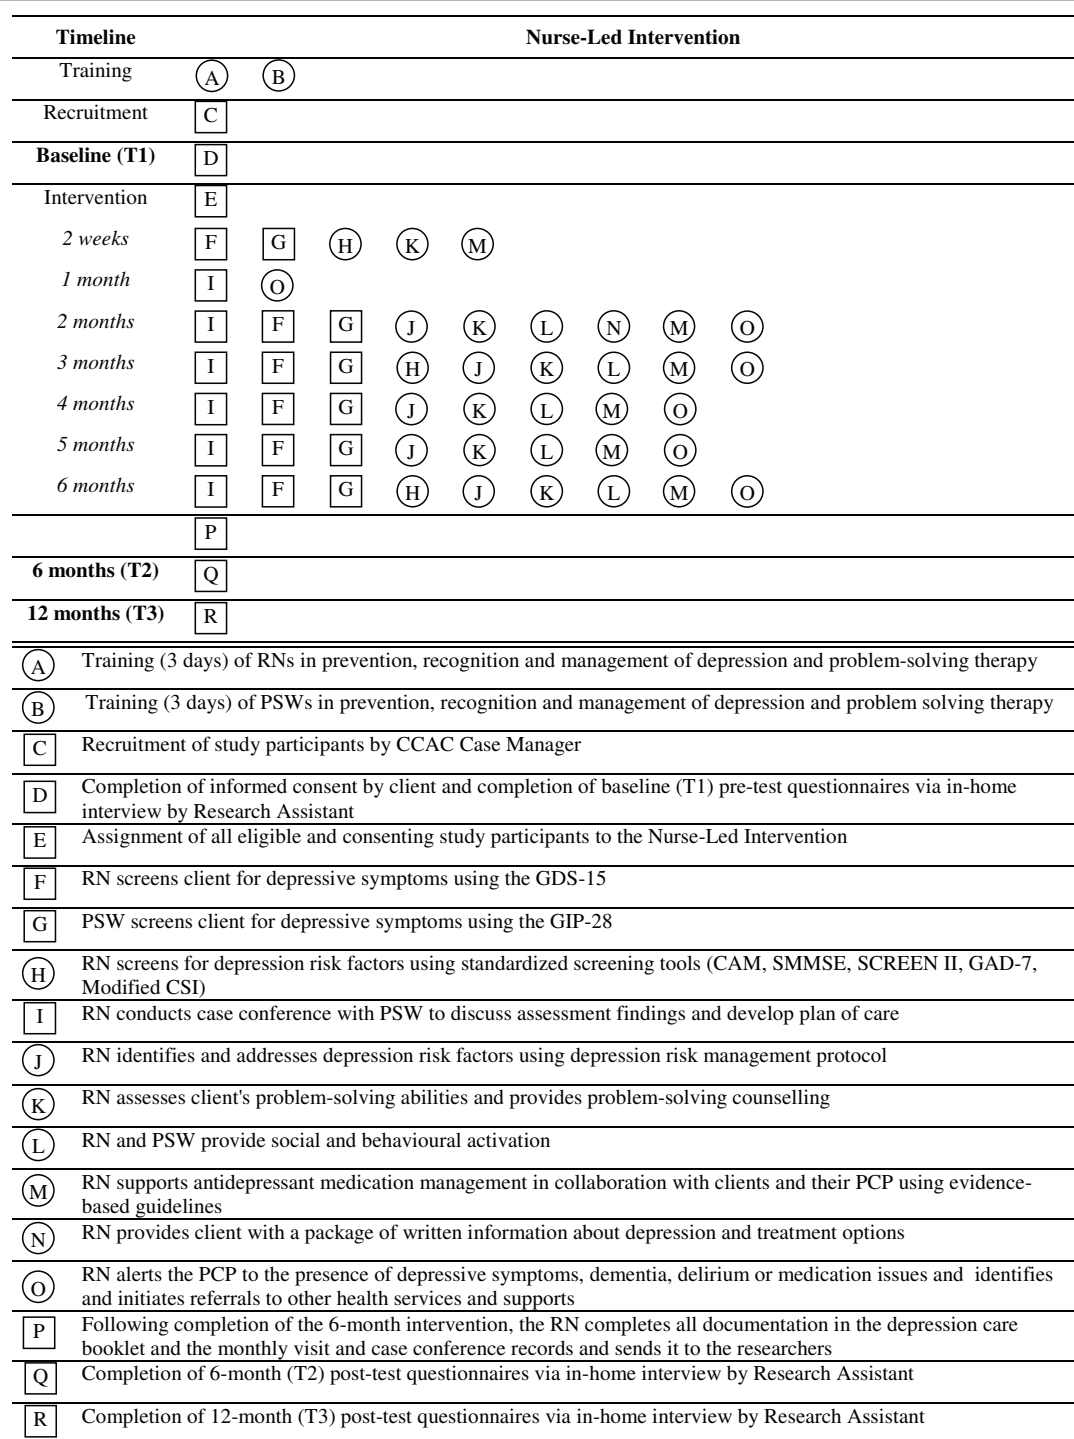 Timeline Nurse-Led Intervention
Training A B
Recruitment C
Baseline (T1) D
Intervention E
2 weeks F G H K M
1 month I O
2 months I F G J K L N M O
3 months I F G H J K L M O
4 months I F G J K L M O
5 months I F G J K L M O
6 months I F G H J K L M O
P
6 months (T2) Q
12 months (T3) R
A Training (3 days) of RNs in prevention, recognition and management of depression and problem-solving therapy
B Training (3 days) of PSWs in prevention, recognition and management of depression and problem solving therapy
C Recruitment of study participants by CCAC Case Manager
D Completion of informed consent by client and completion of baseline (T1) pre-test questionnaires via in-home
interview by Research Assistant
E Assignment of all eligible and consenting study participants to the Nurse-Led Intervention
F RN screens client for depressive symptoms using the GDS-15
G PSW screens client for depressive symptoms using the GIP-28
H RN screens for depression risk factors using standardized screening tools (CAM, SMMSE, SCREEN II, GAD-7,
Modified CSI)
I RN conducts case conference with PSW to discuss assessment findings and develop plan of care
J RN identifies and addresses depression risk factors using depression risk management protocol
K RN assesses client's problem-solving abilities and provides problem-solving counselling
L RN and PSW provide social and behavioural activation
M RN supports antidepressant medication management in collaboration with clients and their PCP using evidence-
based guidelines
N RN provides client with a package of written information about depression and treatment options
O RN alerts the PCP to the presence of depressive symptoms, dementia, delirium or medication issues and identifies
and initiates referrals to other health services and supports
P Following completion of the 6-month intervention, the RN completes all documentation in the depression care
booklet and the monthly visit and case conference records and sends it to the researchers
Q Completion of 6-month (T2) post-test questionnaires via in-home interview by Research Assistant
R Completion of 12-month (T3) post-test questionnaires via in-home interview by Research Assistant